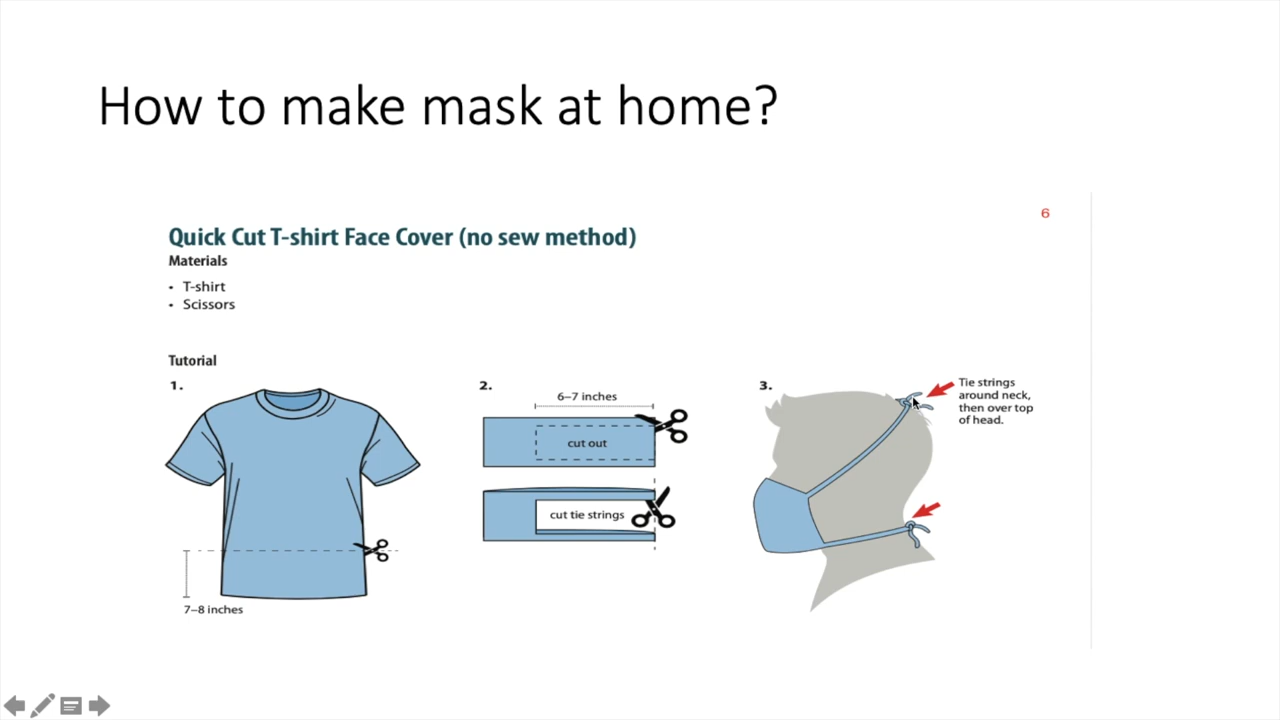 How to make mask at home?
6
Quick Cut T-shirt Face Cover (no sew method)
Materials
• T-shirt
• Scissors
Tutorial
1.
7–8 inches
2.
6–7 inches
cut out
cut tie strings
3.
Tie strings
around neck,
then over top
of head.